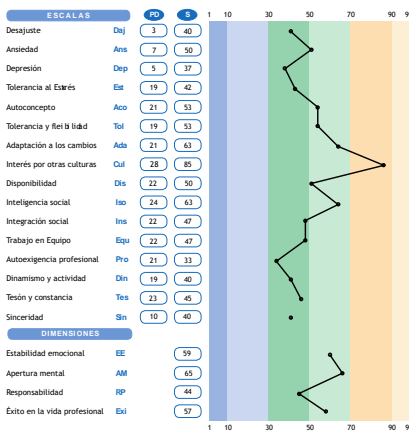 ESCALAS PD S 1 10 30 50 70 90 9
Desajuste Daj 3 40
Ansiedad Ans 7 50
Depresión Dep 5 37
Tolerancia al Estrés Est 19 42
Autoconcepto Aco 21 53
Tolerancia y Tol 19 53
Adaptación a los cambios Ada 21 63
Interés por otras culturas Cul 28 85
Disponibilidad Dis 22 50
Inteligencia social Iso 24 63
Integración social Ins 22 47
Trabajo en Equipo Equ 22 47
Autoexigencia profesional Pro 21 33
Dinamismo y actividad Din 19 40
Tesón y constancia Tes 23 45
Sinceridad Sin 10 40
DIMENSIONES
Estabilidad emocional EE 59
Apertura mental AM 65
Responsabilidad RP 44
Éxito en la vida profesional Exi 57
1 10 30 50 70 90 9